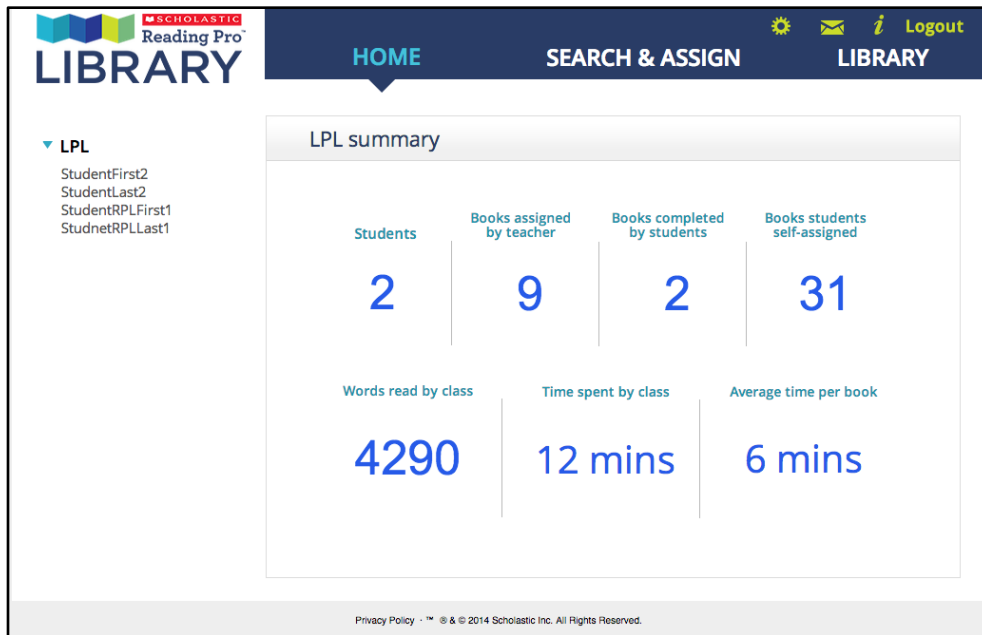 SCHOLASTIC
Reading Pro™
LIBRARY
Logout
HOME
SEARCH & ASSIGN
LIBRARY
LPL
StudentFirst2
StudentLast2
StudentRPLFirst1
StudnetRPLLast1
LPL summary
Students
Books assigned
by teacher
Books completed
by students
Books students
self-assigned
2
9
2
31
Words read by class
Time spent by class
Average time per book
4290
12 mins
6 mins
Privacy Policy · ™ ® & © 2014 Scholastic Inc. All Rights Reserved.